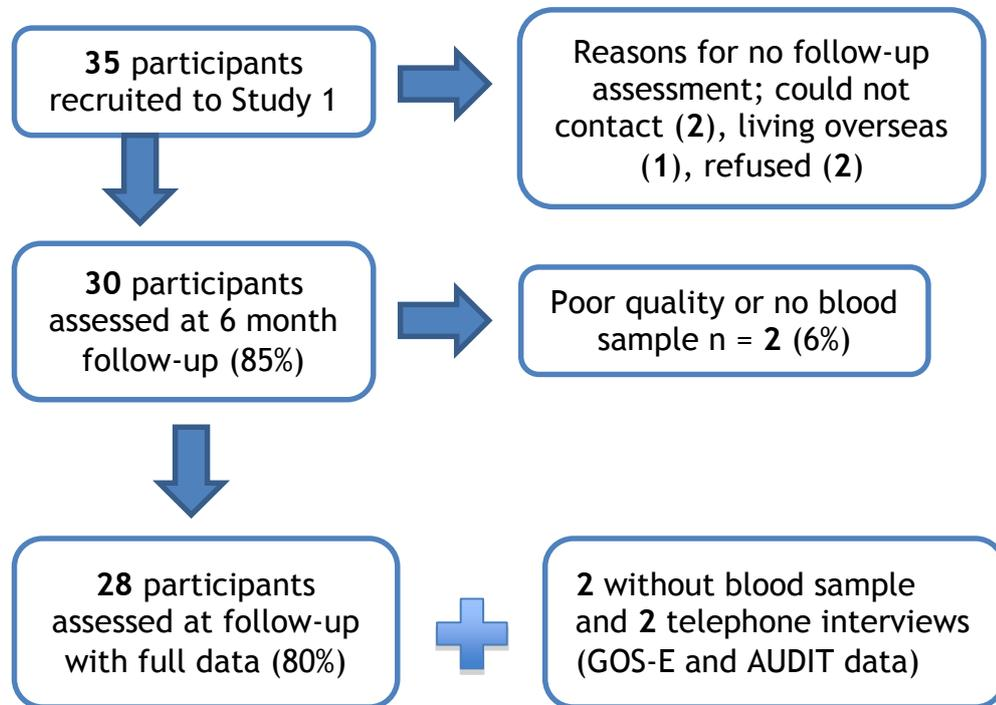 35 participants
recruited to Study 1
Reasons for no follow-up
assessment; could not
contact (2), living overseas
(1), refused (2)
30 participants
assessed at 6 month
follow-up (85%)
Poor quality or no blood
sample n = 2 (6%)
28 participants
assessed at follow-up
with full data (80%)
2 without blood sample
and 2 telephone interviews
(GOS-E and AUDIT data)